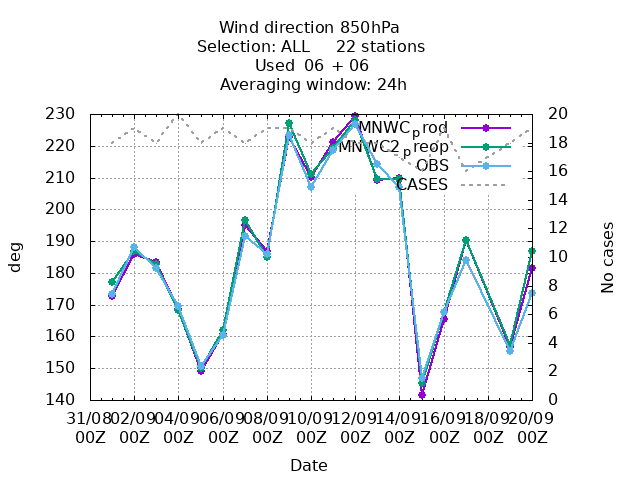 Wind direction 850hPa
Selection: ALL 22 stations
Used 06 + 06
Averaging window: 24h
230 20
220 18
210 16
200 14
190 12
180 10
170 8
160 6
150 4
140 2
0
MNWCprod
MNWC2preop
OBS
CASES
deg
No cases
31/08 02/09 04/09 06/09 08/09 10/09 12/09 14/09 16/09 18/09 20/09
00Z 00Z 00Z 00Z 00Z 00Z 00Z 00Z 00Z 00Z 00Z
Date